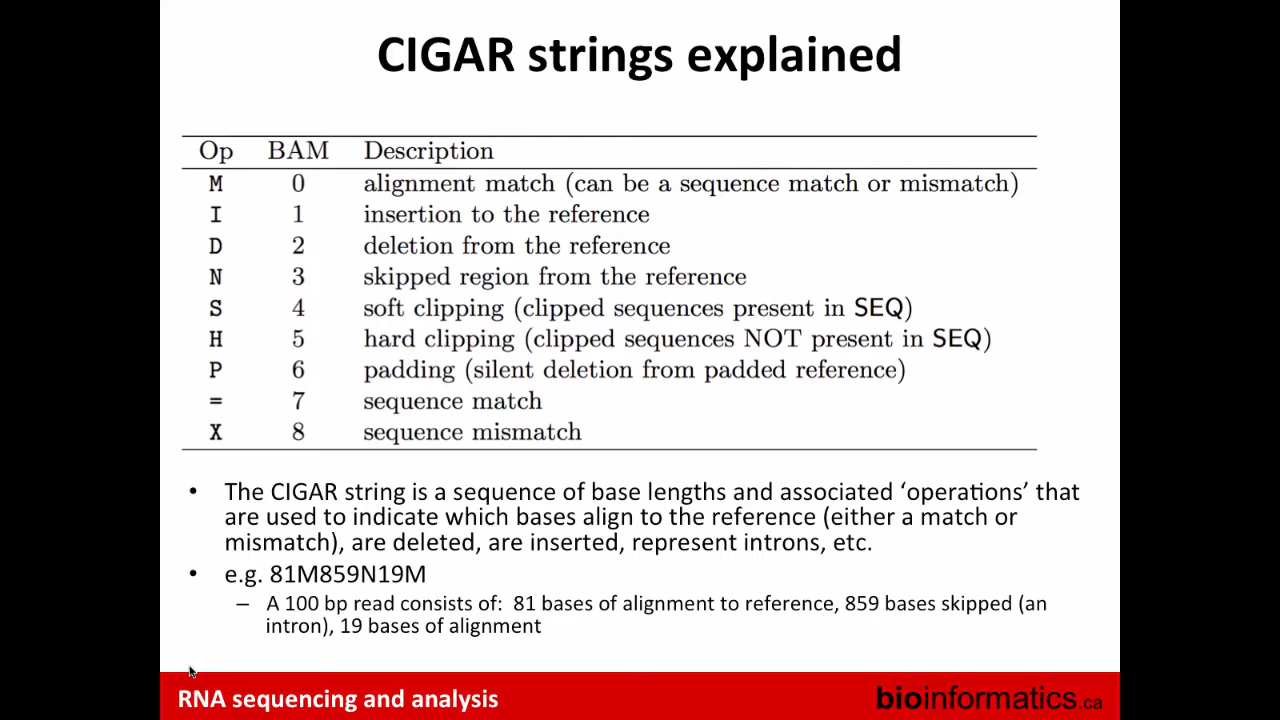 CIGAR strings explained
Op BAM Description
M 0 alignment match (can be a sequence match or mismatch)
I 1 insertion to the reference
D 2 deletion from the reference
N 3 skipped region from the reference
S 4 soft clipping (clipped sequences present in SEQ)
H 5 hard clipping (clipped sequences NOT present in SEQ)
P 6 padding (silent deletion from padded reference)
= 7 sequence match
X 8 sequence mismatch
• The CIGAR string is a sequence of base lengths and associated ‘operations’ that
are used to indicate which bases align to the reference (either a match or
mismatch), are deleted, are inserted, represent introns, etc.
• e.g. 81M859N19M
– A 100 bp read consists of: 81 bases of alignment to reference, 859 bases skipped (an
intron), 19 bases of alignment
RNA sequencing and analysis
bioinformatics.ca